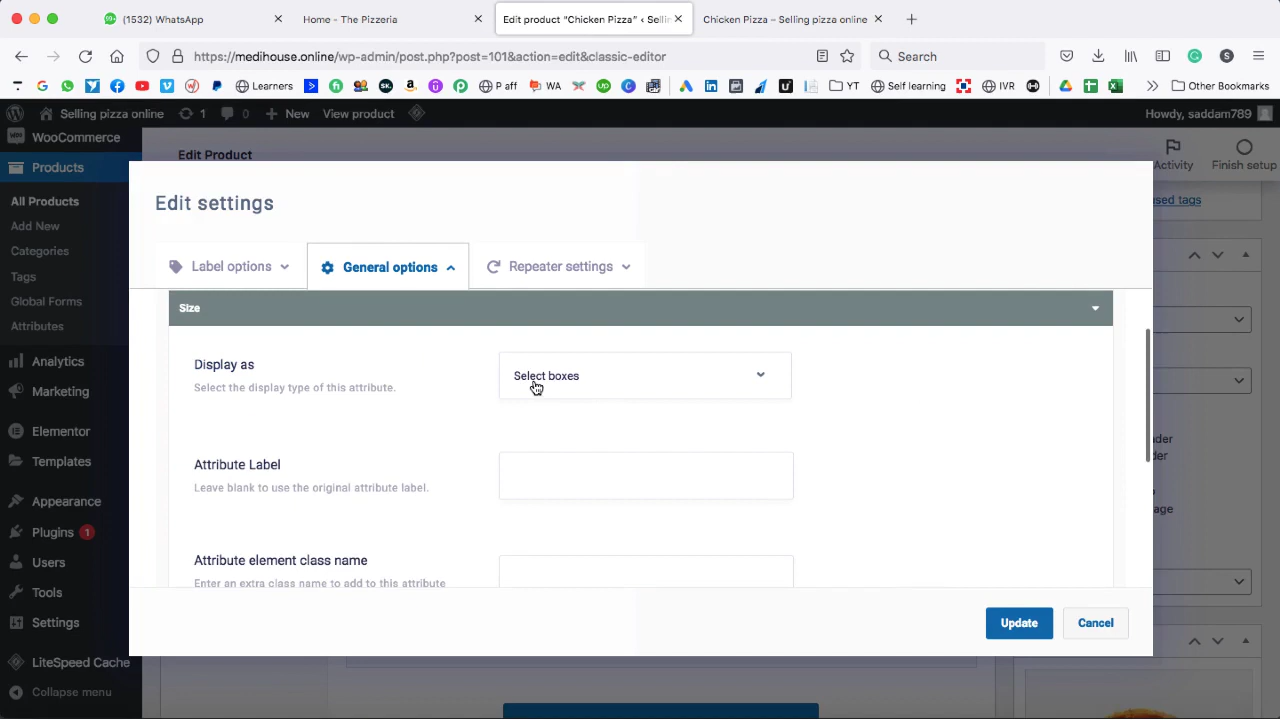 (1532) WhatsApp
Home - The Pizzeria
Edit product “Chicken Pizza” ‹ Sellin
Chicken Pizza – Selling pizza online
https://medihouse.online/wp-admin/post.php?post=101&action=edit&classic-editor
Search
Learners
P aff
WA
YT
Self learning
IVR
Other Bookmarks
Selling pizza online
1
0
New
View product
Howdy, saddam789
WooCommerce
Products
All Products
Add New
Categories
Tags
Global Forms
Attributes
Analytics
Marketing
Elementor
Templates
Appearance
Plugins 1
Users
Tools
Settings
LiteSpeed Cache
Collapse menu
Edit Product
Activity
Finish setup
used tags
Edit settings
Label options
General options
Repeater settings
Size
Display as
Select the display type of this attribute.
Select boxes
Attribute Label
Leave blank to use the original attribute label.
Attribute element class name
Enter an extra class name to add to this attribute
Update
Cancel